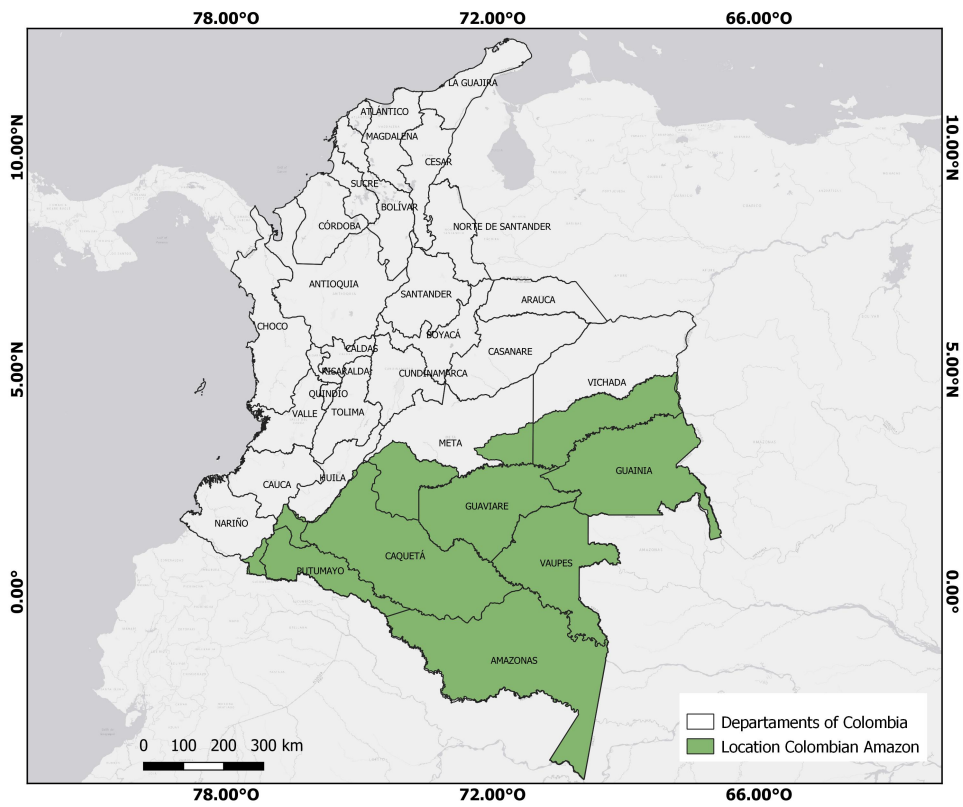 78.00°O 72.00°O 66.00°O
LA GUAJIRA
ATLÁNTICO
10.00°N
10.00°N
MAGDALENA
CESAR
SUCRE
BOLÍVAR
CÓRDOBA
NORTE DE SANTANDER
ANTIOQUIA
SANTANDER
ARAUCA
CHOCO
BOYACÁ
CALDAS
CASANARE
5.00°N
5.00°N
RISARALDA
CUNDINAMARCA
VICHADA
QUINDIO
VALLE
TOLIMA
META
GUAINIA
HUILA
CAUCA
GUAVIARE
NARIÑO
CAQUETÁ
VAUPES
PUTUMAYO
0.00°
0.00°
AMAZONAS
Departaments of Colombia
Location Colombian Amazon
0 100 200 300 km
78.00°O 72.00°O 66.00°O